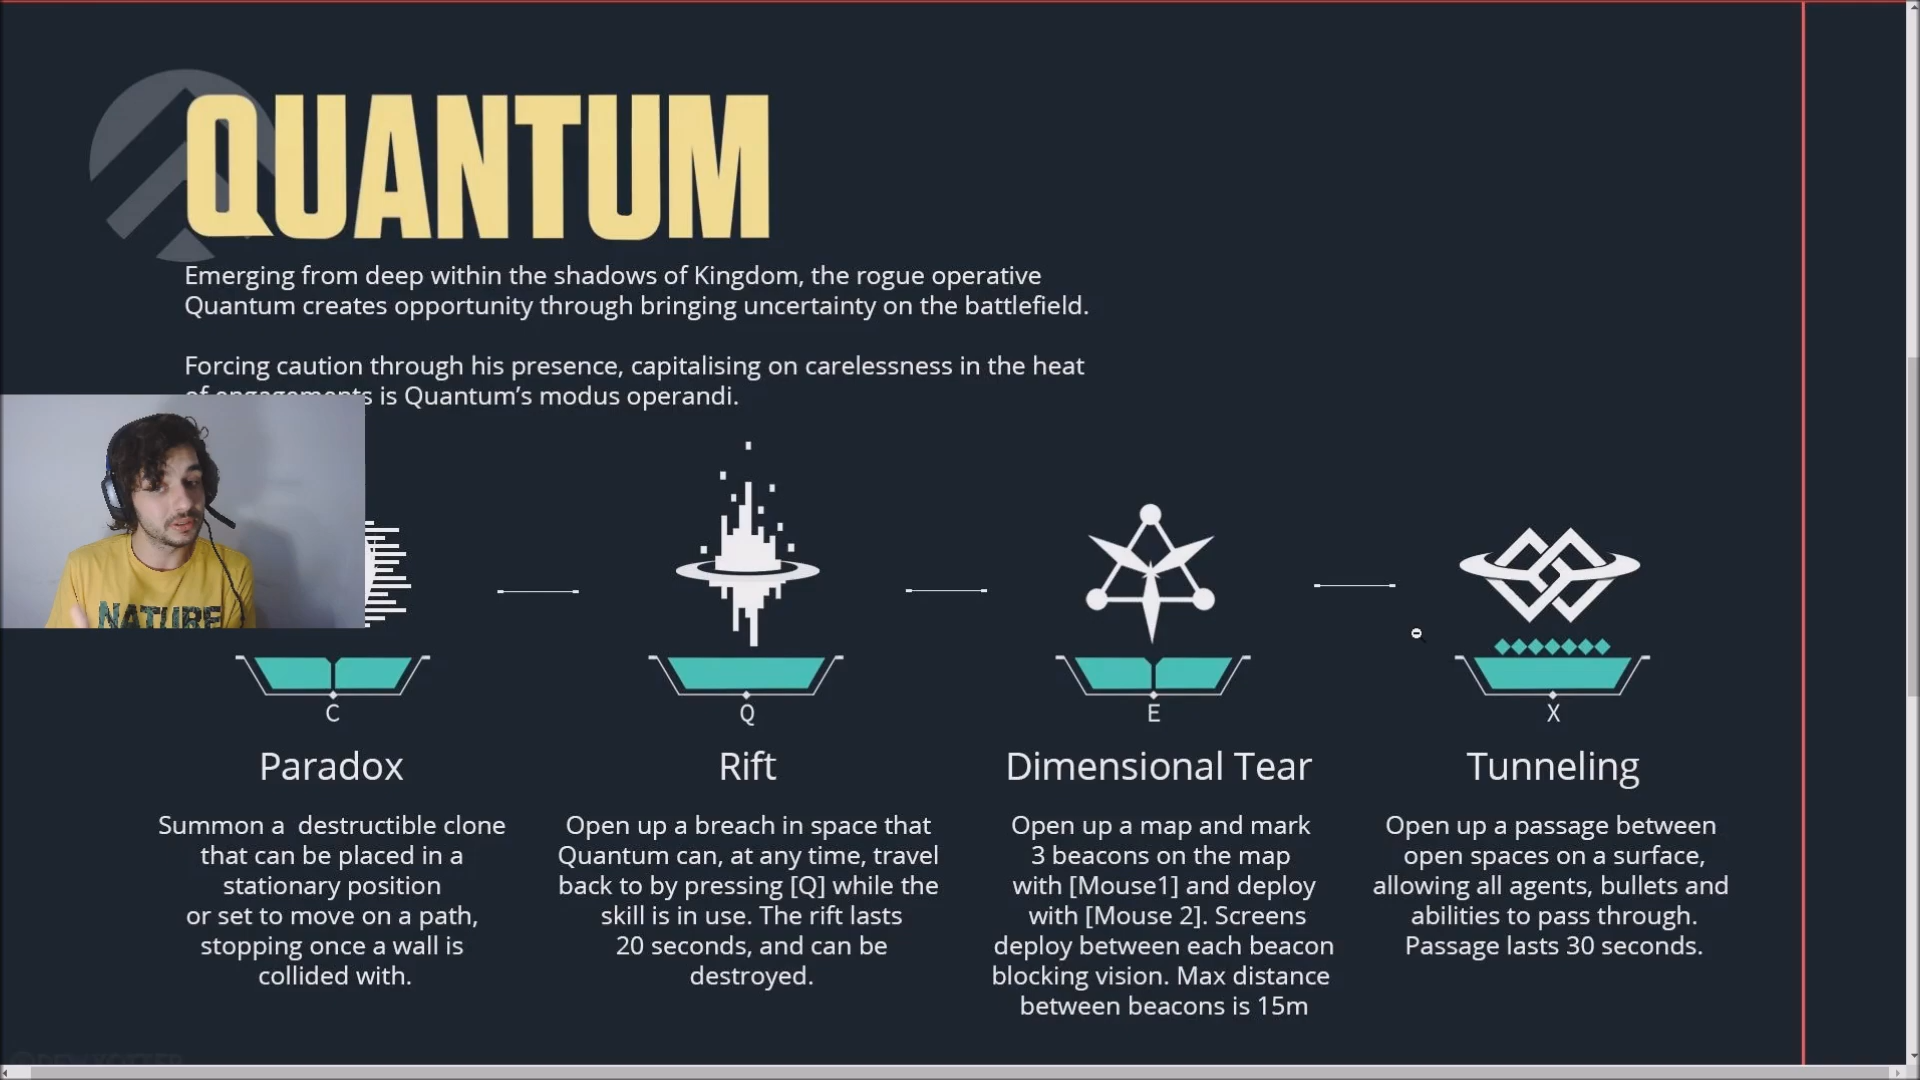 QUANTUM
Emerging from deep within the shadows of Kingdom, the rogue operative
Quantum creates opportunity through bringing uncertainty on the battlefield.
Forcing caution through his presence, capitalising on carelessness in the heat
of engagements is Quantum’s modus operandi.
NATURE
C
Q
E
X
Paradox
Rift
Dimensional Tear
Tunneling
Summon a destructible clone
that can be placed in a
stationary position
or set to move on a path,
stopping once a wall is
collided with.
Open up a breach in space that
Quantum can, at any time, travel
back to by pressing [Q] while the
skill is in use. The rift lasts
20 seconds, and can be
destroyed.
Open up a map and mark
3 beacons on the map
with [Mouse1] and deploy
with [Mouse 2]. Screens
deploy between each beacon
blocking vision. Max distance
between beacons is 15m
Open up a passage between
open spaces on a surface,
allowing all agents, bullets and
abilities to pass through.
Passage lasts 30 seconds.